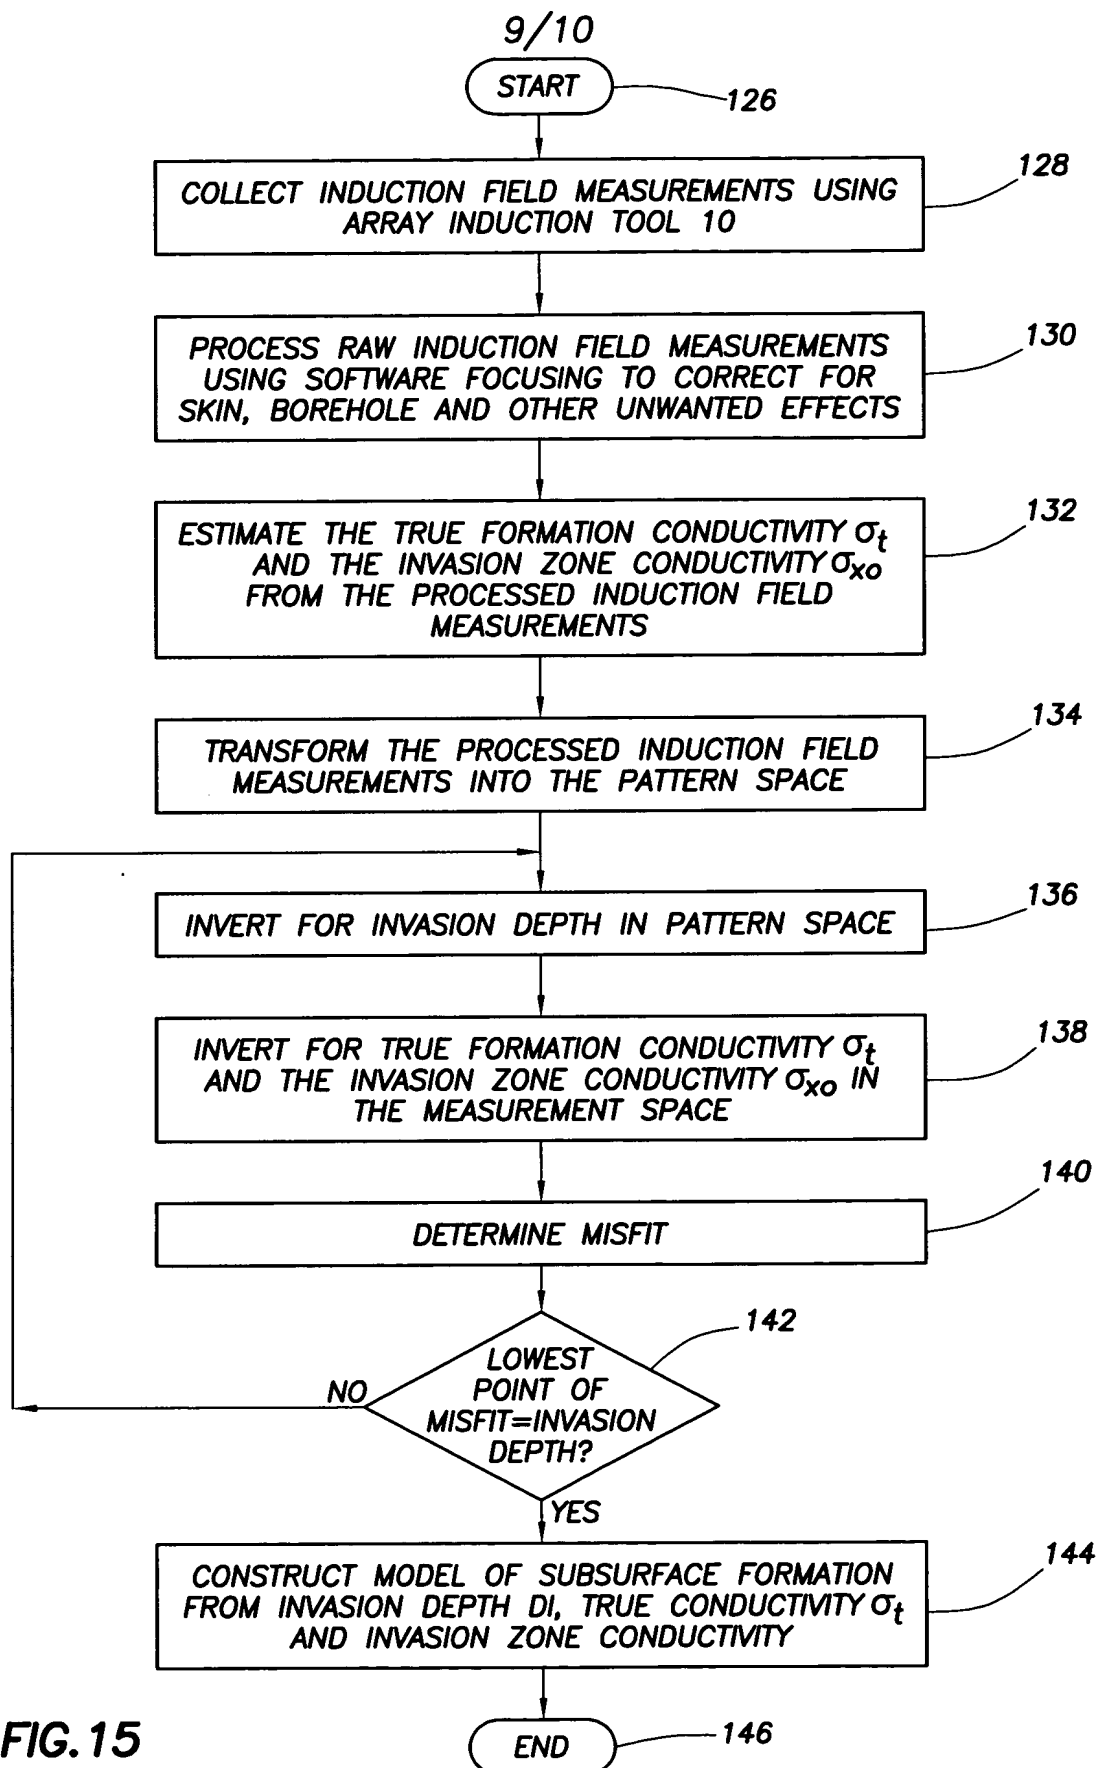 9/10
START
126
COLLECT INDUCTION FIELD MEASUREMENTS USING
ARRAY INDUCTION TOOL 10
128
PROCESS RAW INDUCTION FIELD MEASUREMENTS
USING SOFTWARE FOCUSING TO CORRECT FOR
SKIN, BOREHOLE AND OTHER UNWANTED EFFECTS
130
ESTIMATE THE TRUE FORMATION CONDUCTIVITY σt
AND THE INVASION ZONE CONDUCTIVITY σxo
FROM THE PROCESSED INDUCTION FIELD
MEASUREMENTS
132
TRANSFORM THE PROCESSED INDUCTION FIELD
MEASUREMENTS INTO THE PATTERN SPACE
134
INVERT FOR INVASION DEPTH IN PATTERN SPACE
136
INVERT FOR TRUE FORMATION CONDUCTIVITY σt
AND THE INVASION ZONE CONDUCTIVITY σxo IN
THE MEASUREMENT SPACE
138
DETERMINE MISFIT
140
LOWEST
POINT OF
MISFIT=INVASION
DEPTH?
142
NO
YES
CONSTRUCT MODEL OF SUBSURFACE FORMATION
FROM INVASION DEPTH DI, TRUE CONDUCTIVITY σt
AND INVASION ZONE CONDUCTIVITY
144
END
146
FIG.15